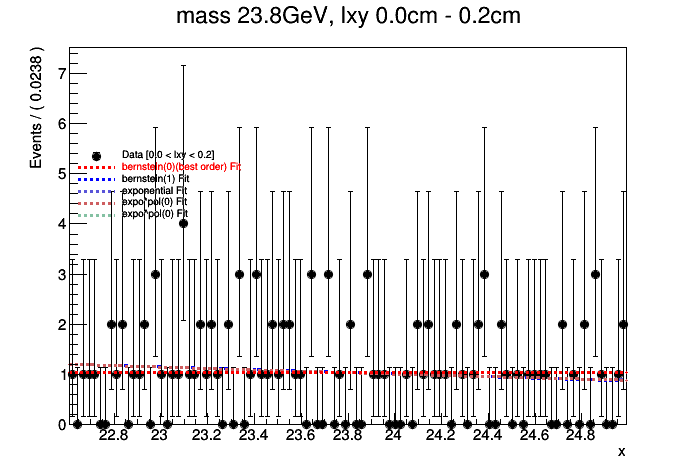 mass 23.8GeV, lxy 0.0cm - 0.2cm
Events / ( 0.0238 )
7
6
5
4
3
2
1
0
Data [0.0 < lxy < 0.2]
bernstein(0)(best order) Fit
bernstein(1) Fit
exponential Fit
expo*pol(0) Fit
expo*pol(0) Fit
22.8 23 23.2 23.4 23.6 23.8 24 24.2 24.4 24.6 24.8
x